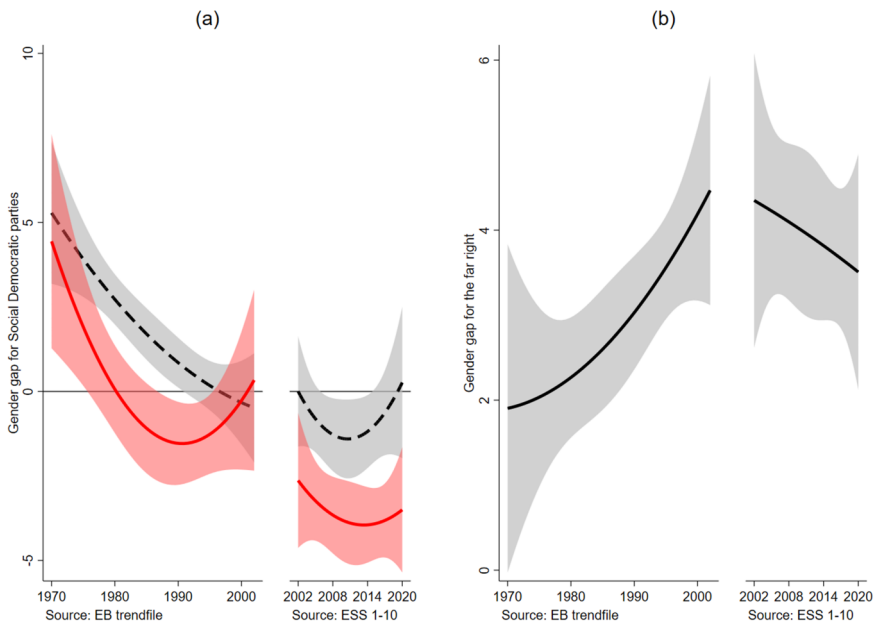 (a)
Gender gap for Social Democratic parties
10
5
0
-5
1970 1980 1990 2000
Source: EB trendfile
2002 2008 2014 2020
Source: ESS 1-10
(b)
Gender gap for the far right
6
4
2
0
1970 1980 1990 2000
Source: EB trendfile
2002 2008 2014 2020
Source: ESS 1-10